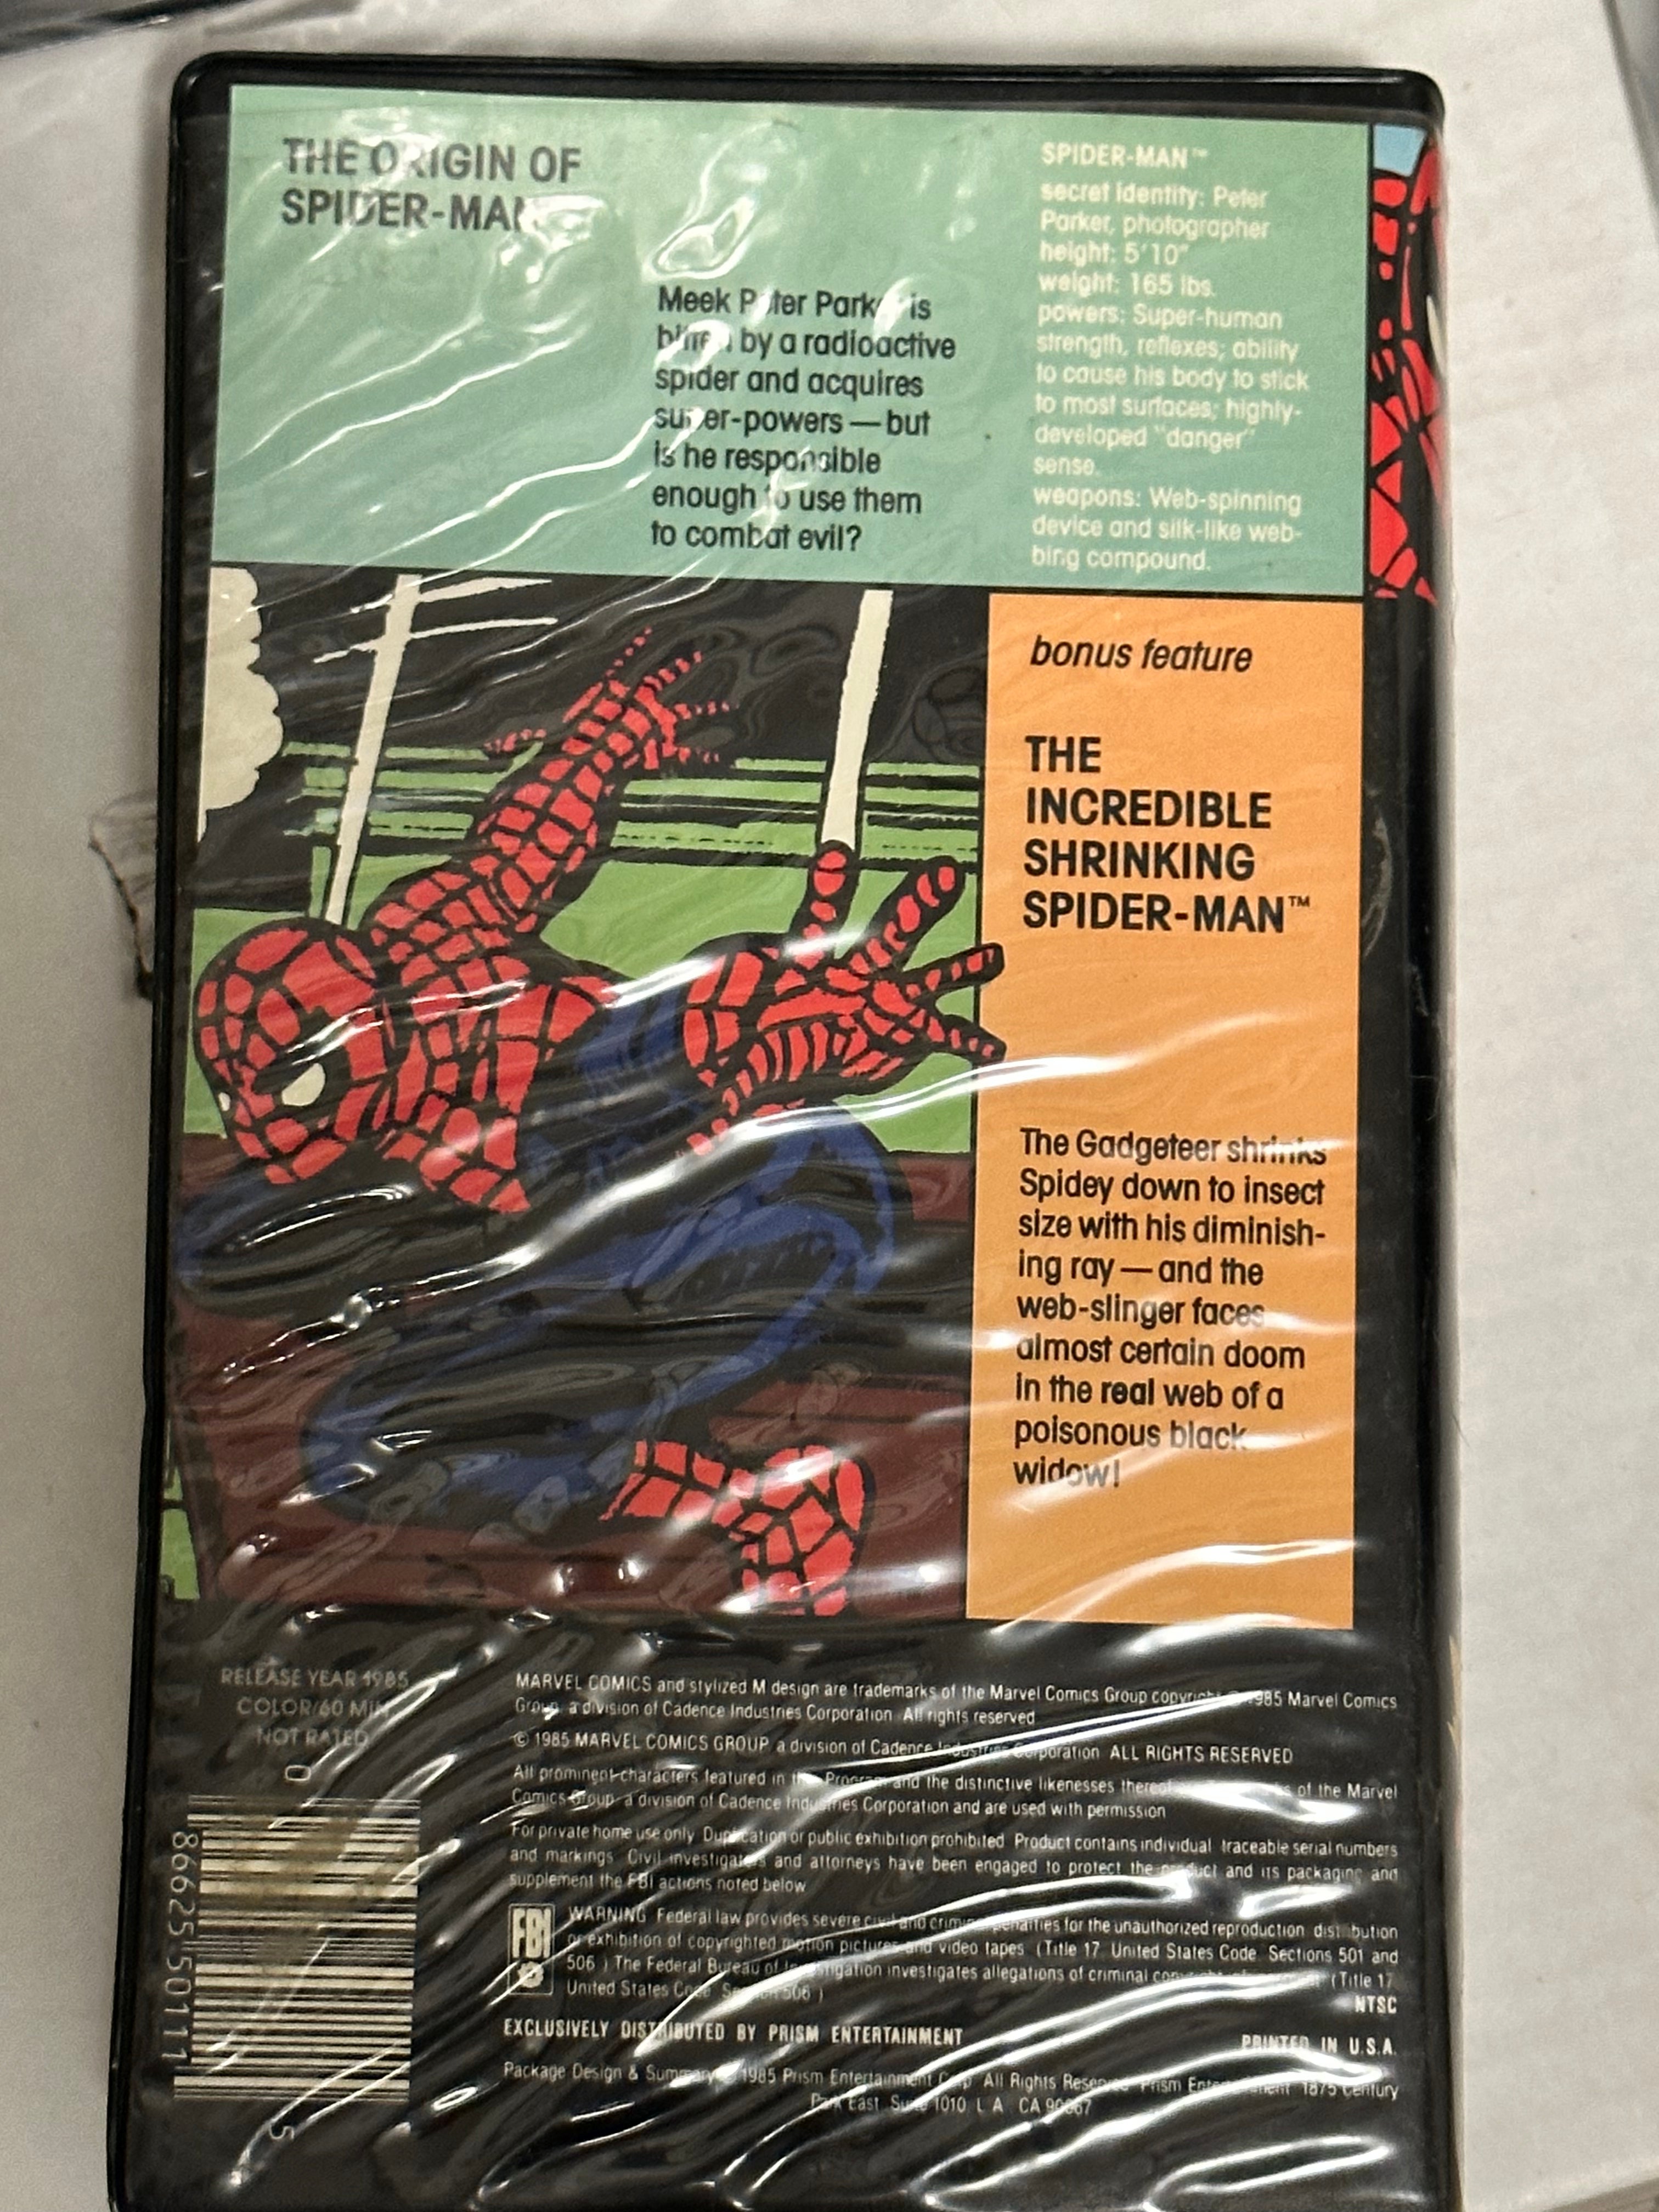 THE ORIGIN OF
SPIDER-MAN
Meek Peter Parker is
bitten by a radioactive
spider and acquires
super-powers — but
is he responsible
enough to use them
to combat evil?
SPIDER-MAN™
secret identity: Peter
Parker, photographer
height: 5'10"
weight: 165 lbs.
powers: Super-human
strength, reflexes; ability
to cause his body to stick
to most surfaces; highly-
developed "danger"
sense.
weapons: Web-spinning
device and silk-like web-
bing compound.
bonus feature
THE
INCREDIBLE
SHRINKING
SPIDER-MAN™
The Gadgeteer shrinks
Spidey down to insect
size with his diminish-
ing ray — and the
web-slinger faces
almost certain doom
in the real web of a
poisonous black
widow!
RELEASE YEAR 1985
COLOR/60 MIN
NOT RATED
0 86625 50111 5
MARVEL COMICS and stylized M design are trademarks of the Marvel Comics Group copyright © 1985 Marvel Comics
Group, a division of Cadence Industries Corporation All rights reserved
© 1985 MARVEL COMICS GROUP a division of Cadence Industries Corporation ALL RIGHTS RESERVED
All prominent characters featured in this Program and the distinctive likenesses thereof of the Marvel
Comics Group a division of Cadence Industries Corporation and are used with permission
For private home use only Duplication or public exhibition prohibited Product contains individual traceable serial numbers
and markings Civil investigators and attorneys have been engaged to protect the product and its packaging and
supplement the FBI actions noted below
FBI
WARNING Federal law provides severe civil and criminal penalties for the unauthorized reproduction distribution
or exhibition of copyrighted motion pictures and video tapes (Title 17 United States Code Sections 501 and
506 ) The Federal Bureau of Investigation investigates allegations of criminal copyright (Title 17
United States Code Section 506 )
NTSC
EXCLUSIVELY DISTRIBUTED BY PRISM ENTERTAINMENT
PRINTED IN U.S.A.
Package Design & Summary © 1985 Prism Entertainment Corp All Rights Reserved Prism Entertainment 1875 Century
Park East Suite 1010 L A CA 90067